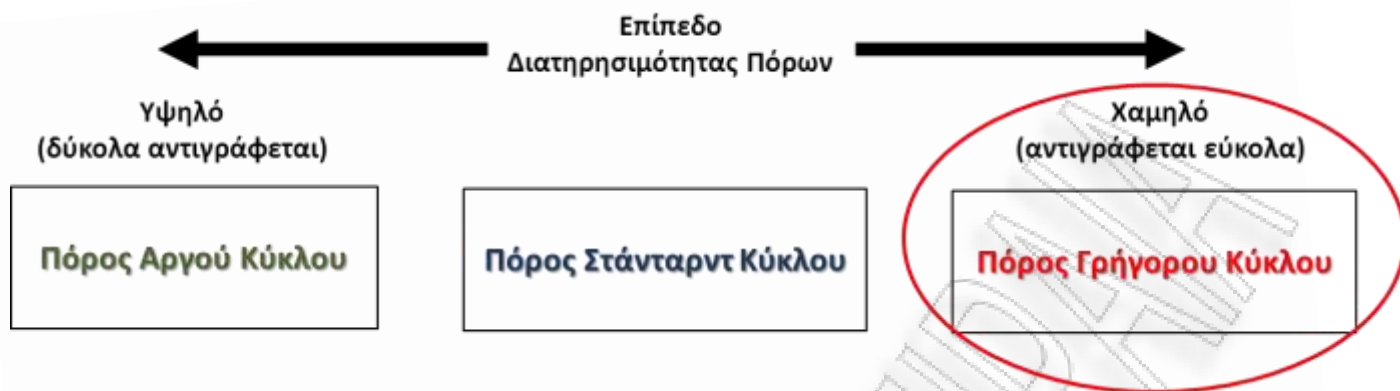 Επίπεδο
Διατηρησιμότητας Πόρων
Υψηλό
(δύκολα αντιγράφεται)
Χαμηλό
(αντιγράφεται εύκολα)
Πόρος Αργού Κύκλου
Πόρος Στάνταρντ Κύκλου
Πόρος Γρήγορου Κύκλου